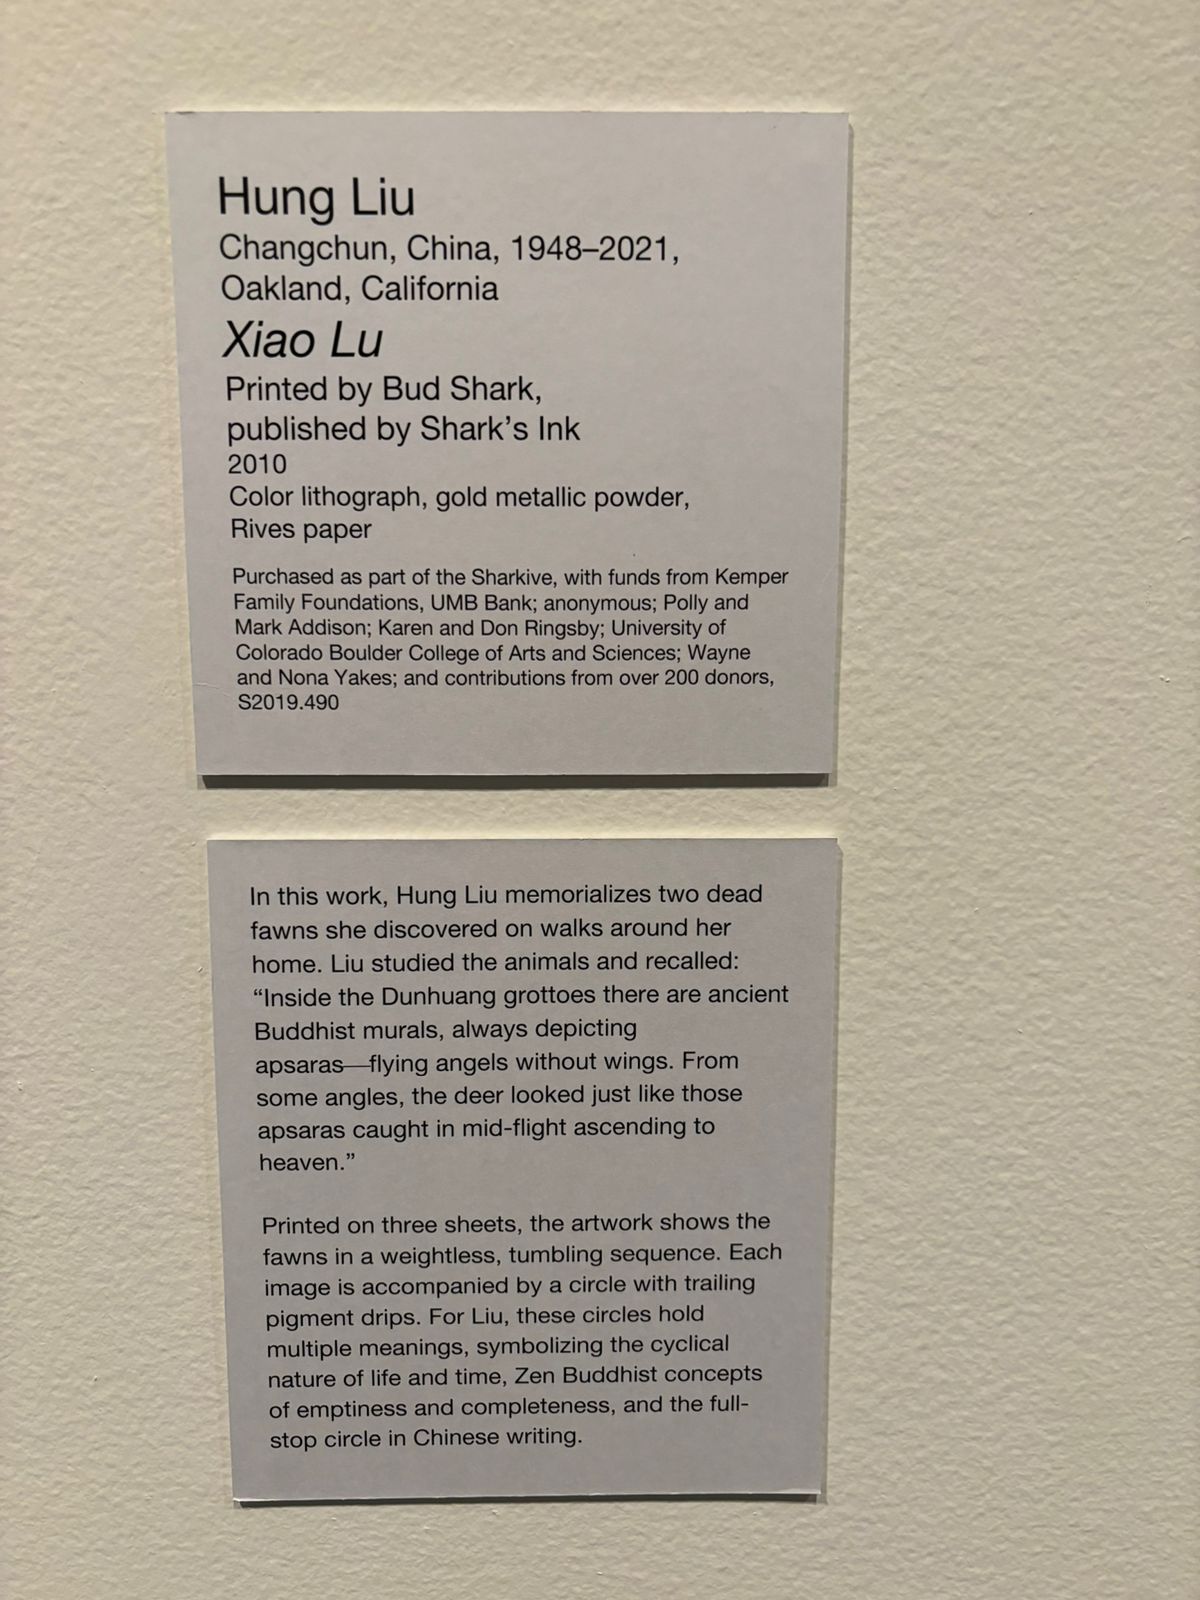 Hung Liu
Changchun, China, 1948–2021,
Oakland, California
Xiao Lu
Printed by Bud Shark,
published by Shark’s Ink
2010
Color lithograph, gold metallic powder,
Rives paper
Purchased as part of the Sharkive, with funds from Kemper
Family Foundations, UMB Bank; anonymous; Polly and
Mark Addison; Karen and Don Ringsby; University of
Colorado Boulder College of Arts and Sciences; Wayne
and Nona Yakes; and contributions from over 200 donors,
S2019.490
In this work, Hung Liu memorializes two dead
fawns she discovered on walks around her
home. Liu studied the animals and recalled:
“Inside the Dunhuang grottoes there are ancient
Buddhist murals, always depicting
apsaras—flying angels without wings. From
some angles, the deer looked just like those
apsaras caught in mid-flight ascending to
heaven.”
Printed on three sheets, the artwork shows the
fawns in a weightless, tumbling sequence. Each
image is accompanied by a circle with trailing
pigment drips. For Liu, these circles hold
multiple meanings, symbolizing the cyclical
nature of life and time, Zen Buddhist concepts
of emptiness and completeness, and the full-
stop circle in Chinese writing.